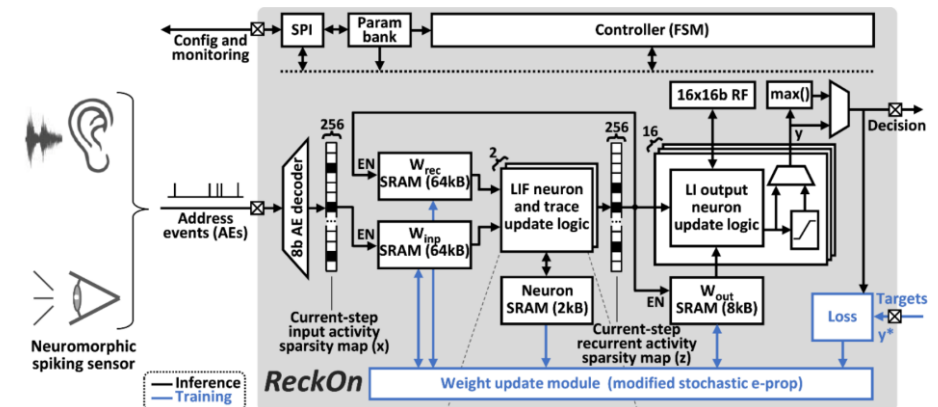 Config and
monitoring
SPI
Param
bank
Controller (FSM)
16x16b RF
max()
y
Decision
256
8b AE decoder
EN
W_rec
SRAM (64kB)
2
LIF neuron
and trace
update logic
256
16
LI output
neuron
update logic
Address
events (AEs)
EN
W_inp
SRAM (64kB)
Neuron
SRAM (2kB)
EN
W_out
SRAM (8kB)
Loss
Targets
y*
Current-step
input activity
sparsity map (x)
Current-step
recurrent activity
sparsity map (z)
Neuromorphic
spiking sensor
Inference
Training
ReckOn
Weight update module (modified stochastic e-prop)